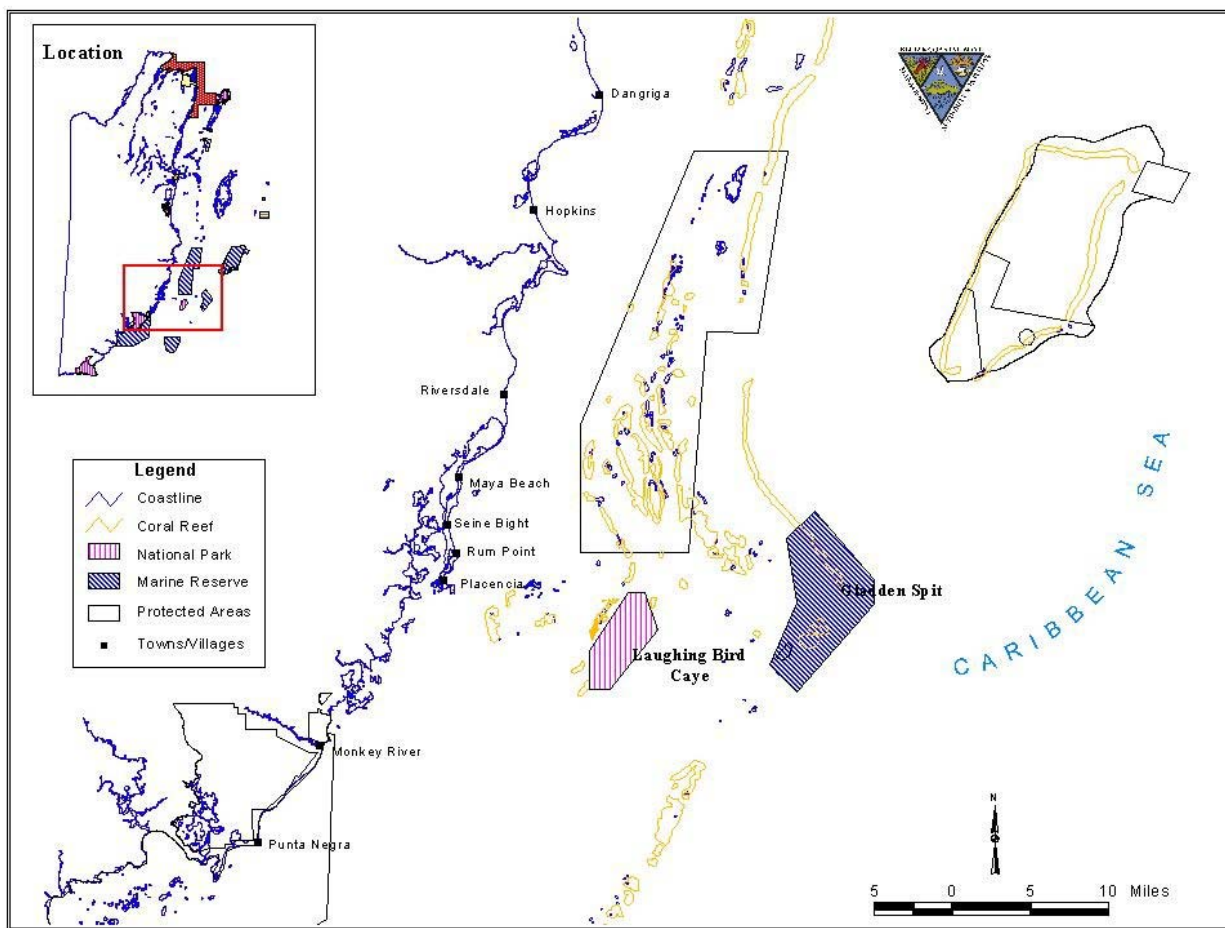 Location
Dangriga
Hopkins
Riversdale
Maya Beach
Seine Bight
Rum Point
Placencia
Legend
Coastline
Coral Reef
National Park
Marine Reserve
Protected Areas
Towns/Villages
Gladden Spit
Laughing Bird
Caye
CARIBBEAN SEA
Monkey River
Punta Negra
N
5 0 5 10 Miles